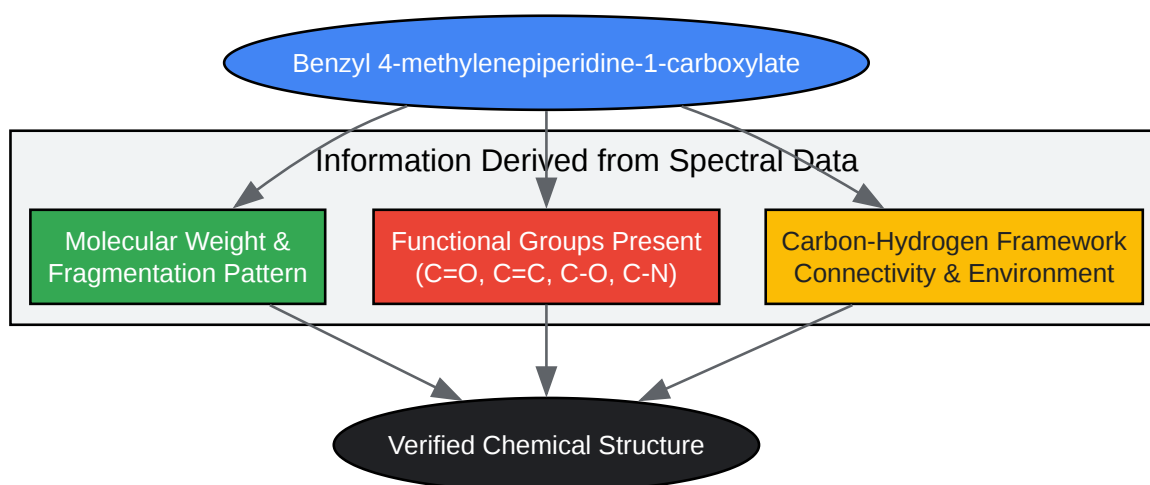 Benzyl 4-methylenepiperidine-1-carboxylate
Information Derived from Spectral Data
Molecular Weight &
Fragmentation Pattern
Functional Groups Present
(C=O, C=C, C-O, C-N)
Carbon-Hydrogen Framework
Connectivity & Environment
Verified Chemical Structure